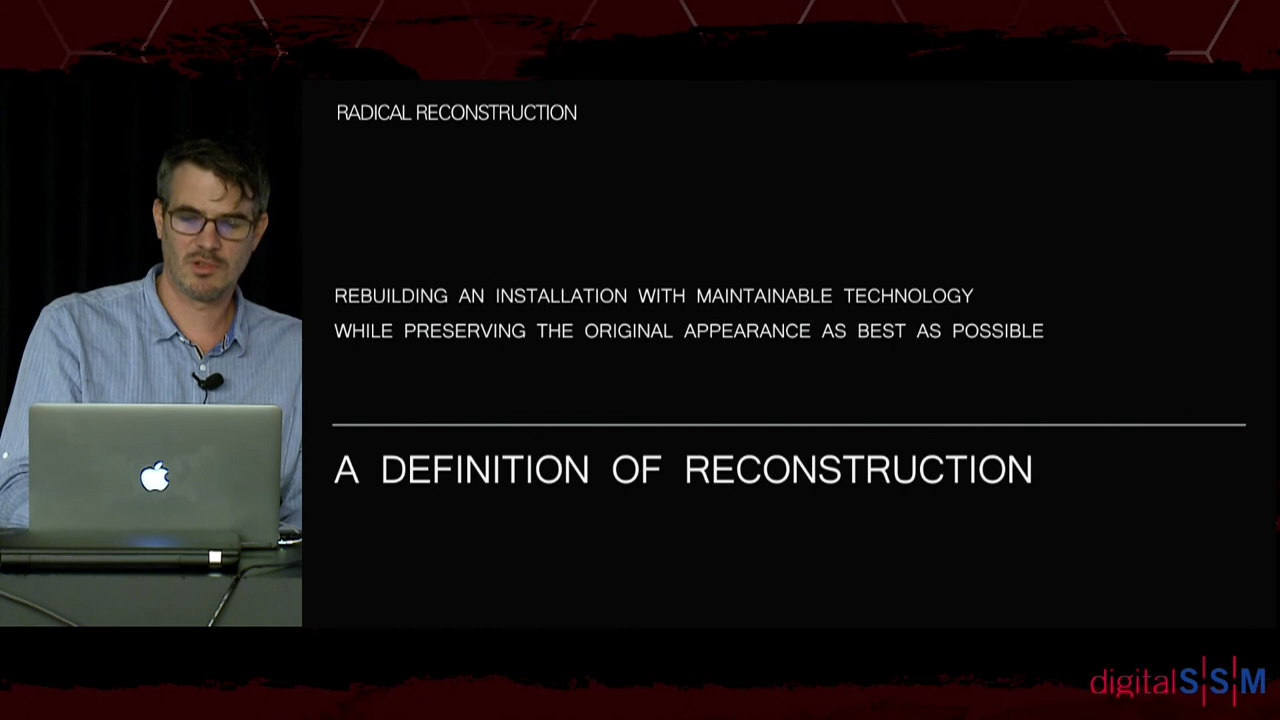 RADICAL RECONSTRUCTION
REBUILDING AN INSTALLATION WITH MAINTAINABLE TECHNOLOGY
WHILE PRESERVING THE ORIGINAL APPEARANCE AS BEST AS POSSIBLE
A DEFINITION OF RECONSTRUCTION
digitalS|S|M